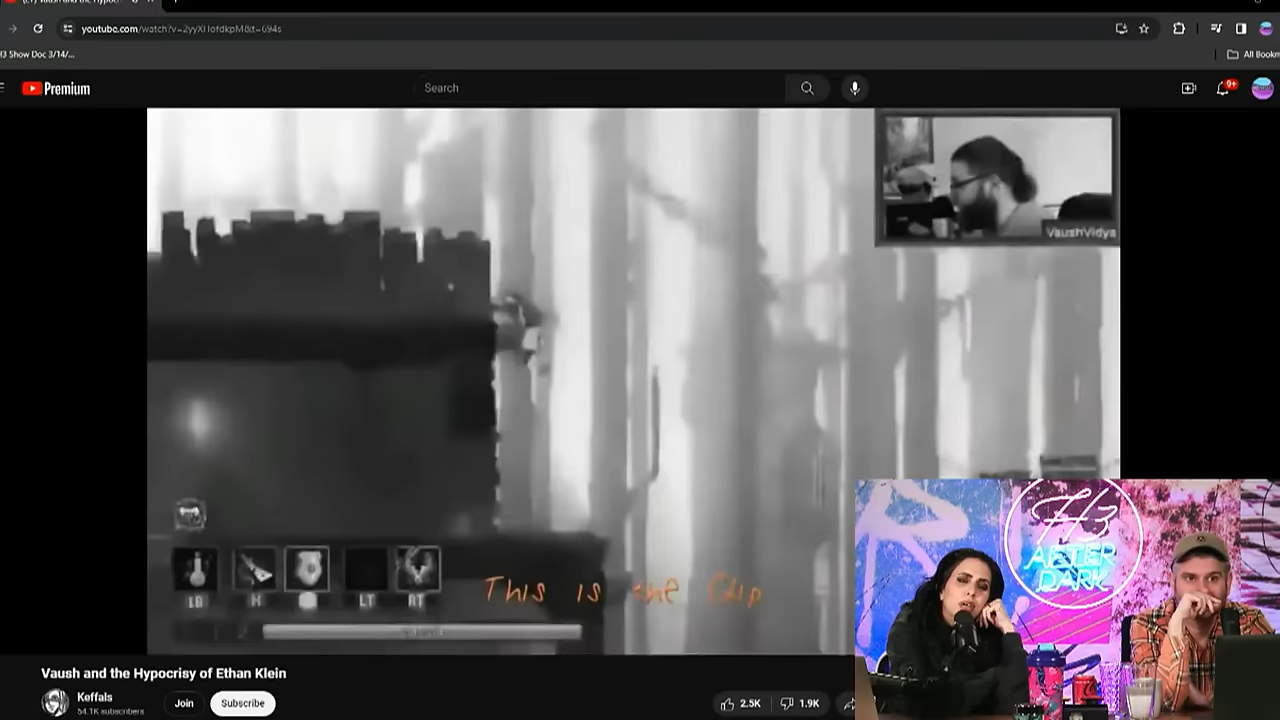 youtube.com/watch?v=2yyXHofdkpM&t=694s
H3 Show Doc 3/14/...
All Bookm
Premium
Search
9+
VaushVidya
LB
H
LT
RT
This is the Clip
H3
AFTER
DARK
Vaush and the Hypocrisy of Ethan Klein
Keffals
54.1K subscribers
Join
Subscribe
2.5K
1.9K